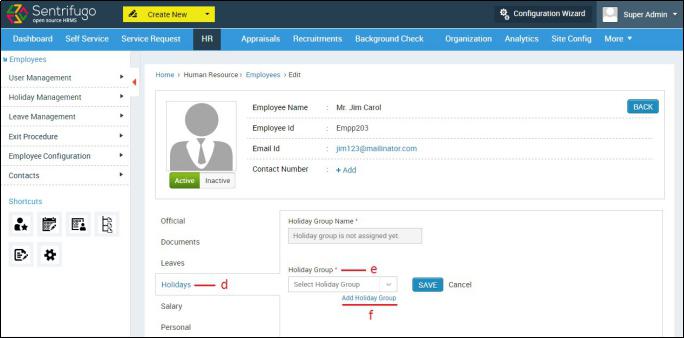 Sentrifugo
open source HRMS
Create New
Configuration Wizard
Super Admin
Dashboard Self Service Service Request HR Appraisals Recruitments Background Check Organization Analytics Site Config More
Employees
User Management
Holiday Management
Leave Management
Exit Procedure
Employee Configuration
Contacts
Shortcuts
Home › Human Resource › Employees › Edit
Employee Name : Mr. Jim Carol
BACK
Employee Id : Empp203
Email Id : jim123@mailinator.com
Contact Number : + Add
Active Inactive
Official
Documents
Leaves
Holidays d
Salary
Personal
Holiday Group Name *
Holiday group is not assigned yet.
Holiday Group * e
Select Holiday Group SAVE Cancel
Add Holiday Group
f